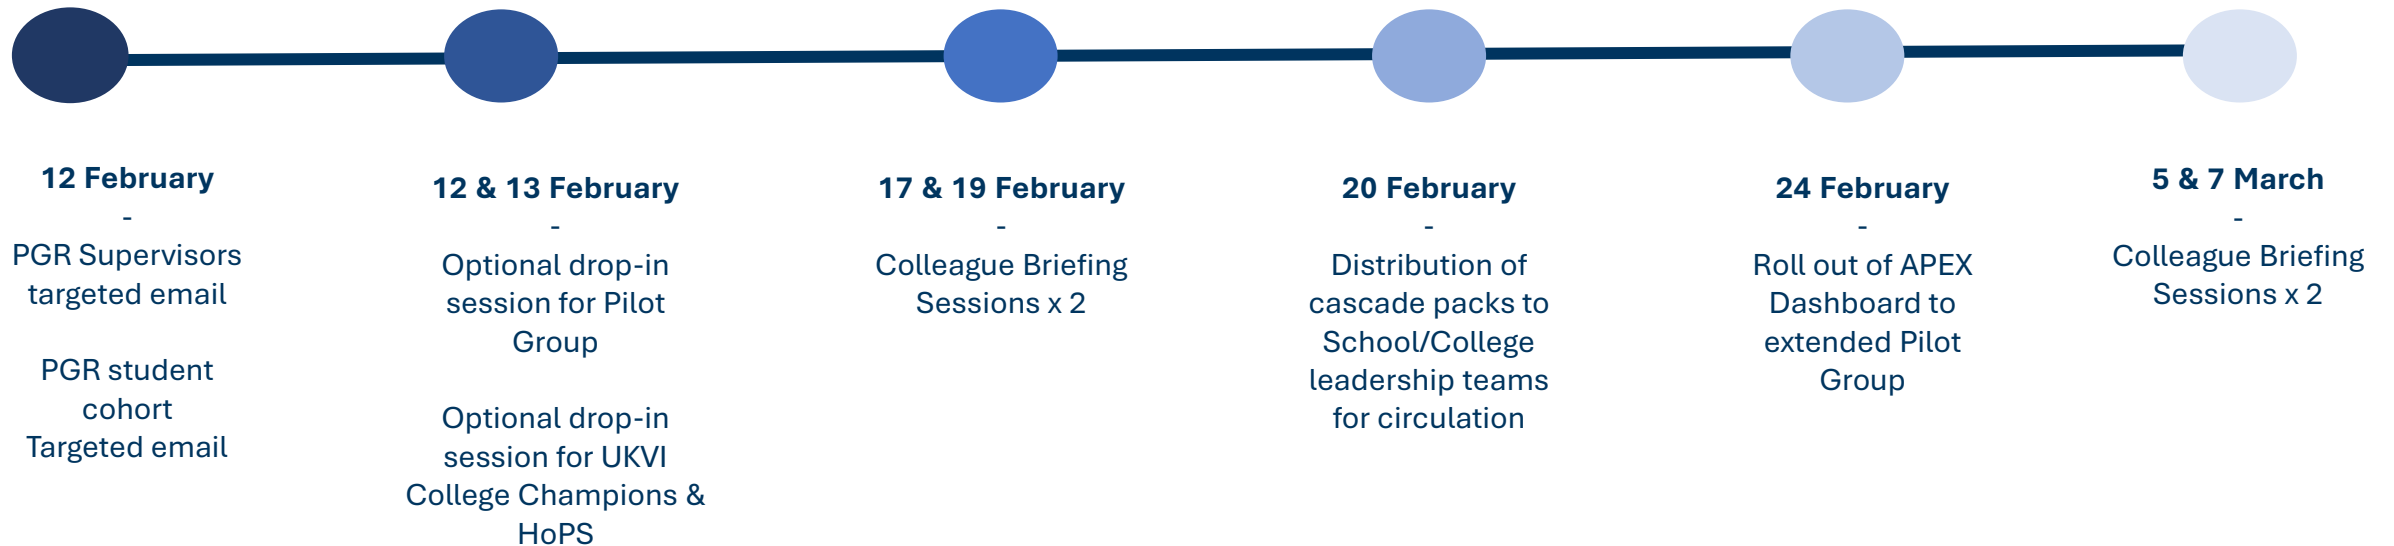 12 February
-
PGR Supervisors
targeted email
PGR student
cohort
Targeted email
12 & 13 February
-
Optional drop-in
session for Pilot
Group
Optional drop-in
session for UKVI
College Champions &
HoPS
17 & 19 February
-
Colleague Briefing
Sessions x 2
20 February
-
Distribution of
cascade packs to
School/College
leadership teams
for circulation
24 February
-
Roll out of APEX
Dashboard to
extended Pilot
Group
5 & 7 March
-
Colleague Briefing
Sessions x 2